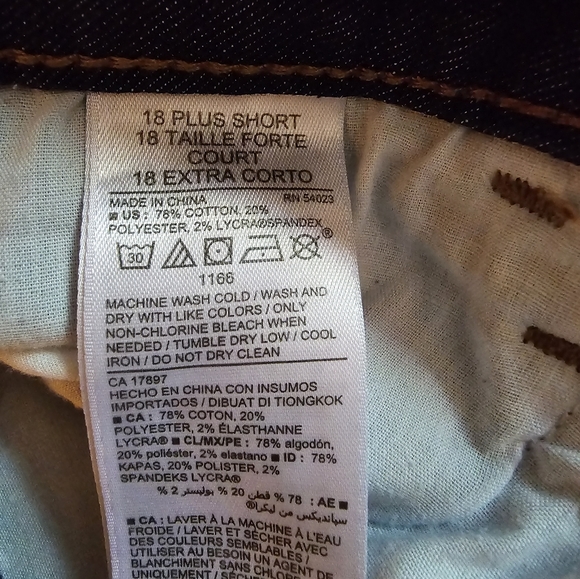 18 PLUS SHORT
18 TAILLE FORTE
COURT
18 EXTRA CORTO
MADE IN CHINA RN 54023
■ US : 78% COTTON, 20%
POLYESTER, 2% LYCRA®SPANDEX
30 ®
1166
MACHINE WASH COLD / WASH AND
DRY WITH LIKE COLORS / ONLY
NON-CHLORINE BLEACH WHEN
NEEDED / TUMBLE DRY LOW / COOL
IRON / DO NOT DRY CLEAN
CA 17897
HECHO EN CHINA CON INSUMOS
IMPORTADOS / DIBUAT DI TIONGKOK
■ CA : 78% COTON, 20%
POLYESTER, 2% ÉLASTHANNE
LYCRA® ■ CL/MX/PE : 78% algodón,
20% poliéster, 2% elastano ■ ID : 78%
KAPAS, 20% POLISTER, 2%
SPANDEKS LYCRA®
■ AE : 78 % قطن 20 % بوليستر 2 %
سبانديكس من ليكرا®
■ CA : LAVER À LA MACHINE À L'EAU
FROIDE / LAVER ET SÉCHER AVEC
DES COULEURS SEMBLABLES /
UTILISER AU BESOIN UN AGENT DE
BLANCHIMENT SANS CHLORE
UNIQUEMENT / SÉCHER